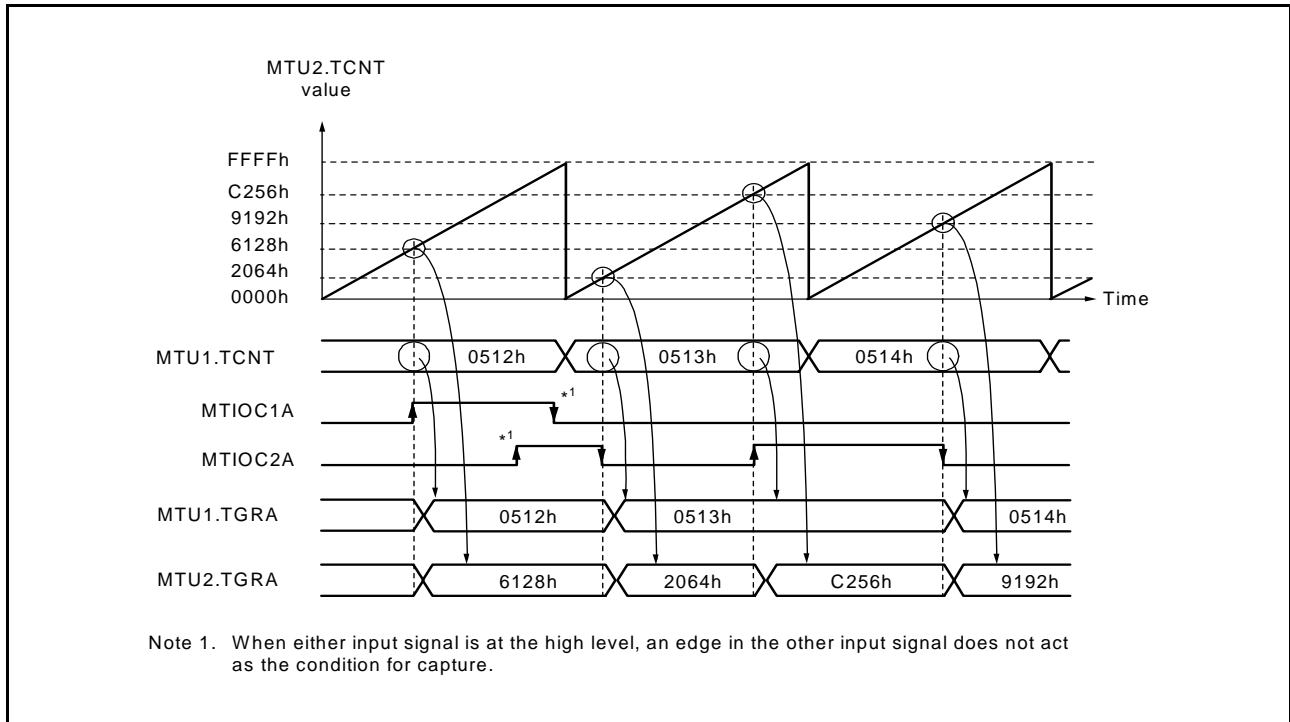 MTU2.TCNT
value
FFFFh
C256h
9192h
6128h
2064h
0000h
Time
MTU1.TCNT 0512h 0513h 0514h
MTIOC1A *1
MTIOC2A *1
MTU1.TGRA 0512h 0513h 0514h
MTU2.TGRA 6128h 2064h C256h 9192h
Note 1. When either input signal is at the high level, an edge in the other input signal does not act
as the condition for capture.